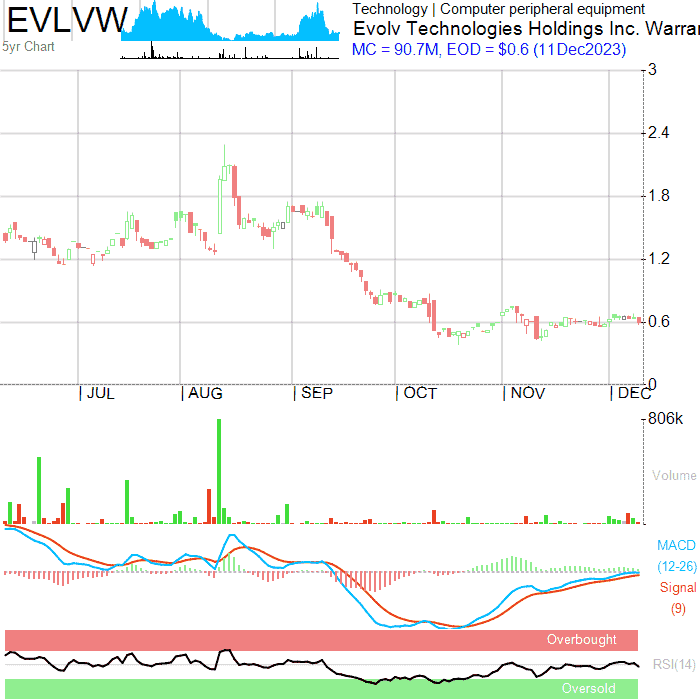 EVLVW
5yr Chart
Technology | Computer peripheral equipment
Evolv Technologies Holdings Inc. Warrar
MC = 90.7M, EOD = $0.6 (11Dec2023)
3
2.4
1.8
1.2
0.6
0
| JUL | AUG | SEP | OCT | NOV | DEC
806k
Volume
MACD
(12-26)
Signal
(9)
Overbought
RSI(14)
Oversold